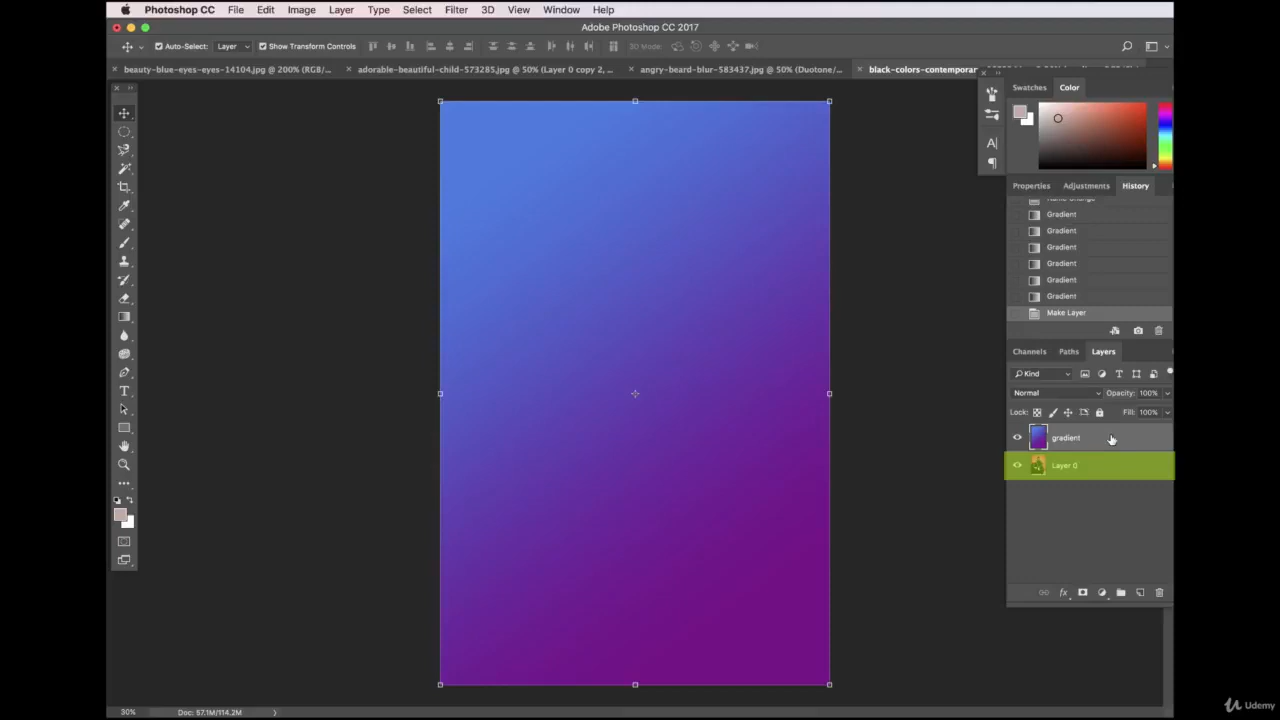 Photoshop CC File Edit Image Layer Type Select Filter 3D View Window Help
Adobe Photoshop CC 2017
Auto-Select: Layer Show Transform Controls 3D Mode:
beauty-blue-eyes-eyes-14104.jpg @ 200% (RGB/... adorable-beautiful-child-573285.jpg @ 50% (Layer 0 copy 2, ... angry-beard-blur-583437.jpg @ 50% (Duotone/... black-colors-contemporar
Swatches Color
Properties Adjustments History
Name Change
Gradient
Gradient
Gradient
Gradient
Gradient
Gradient
Make Layer
Channels Paths Layers
Kind
Normal Opacity: 100%
Lock: Fill: 100%
gradient
Layer 0
30% Doc: 57.1M/114.2M
Udemy